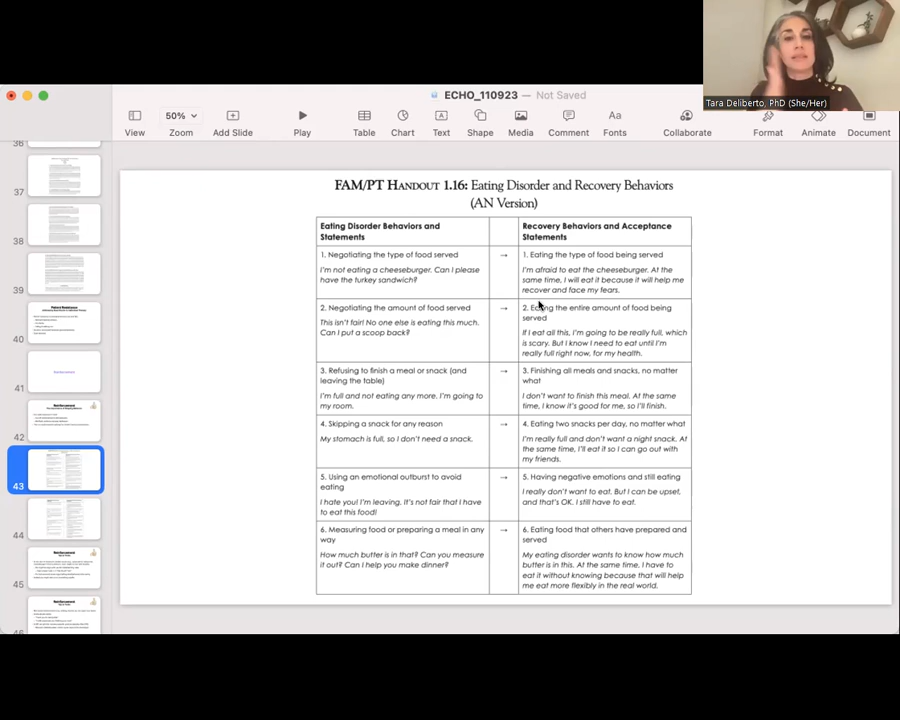 Tara Deliberto, PhD (She/Her)
ECHO_110923 — Not Saved
50%
View
Zoom
Add Slide
Play
Table
Chart
Text
Shape
Media
Comment
Aa
Fonts
Collaborate
Format
Animate
Document
36
37
38
39
40
41
42
43
44
45
46
Reinforcement
FAM/PT HANDOUT 1.16: Eating Disorder and Recovery Behaviors
(AN Version)
Eating Disorder Behaviors and
Statements
Recovery Behaviors and Acceptance
Statements
1. Negotiating the type of food served
I'm not eating a cheeseburger. Can I please
have the turkey sandwich?
→
1. Eating the type of food being served
I'm afraid to eat the cheeseburger. At the
same time, I will eat it because it will help me
recover and face my fears.
2. Negotiating the amount of food served
This isn't fair! No one else is eating this much.
Can I put a scoop back?
→
2. Eating the entire amount of food being
served
If I eat all this, I'm going to be really full, which
is scary. But I know I need to eat until I'm
really full right now, for my health.
3. Refusing to finish a meal or snack (and
leaving the table)
I'm full and not eating any more. I'm going to
my room.
→
3. Finishing all meals and snacks, no matter
what
I don't want to finish this meal. At the same
time, I know it's good for me, so I'll finish.
4. Skipping a snack for any reason
My stomach is full, so I don't need a snack.
→
4. Eating two snacks per day, no matter what
I'm really full and don't want a night snack. At
the same time, I'll eat it so I can go out with
my friends.
5. Using an emotional outburst to avoid
eating
I hate you! I'm leaving. It's not fair that I have
to eat this food!
→
5. Having negative emotions and still eating
I really don't want to eat. But I can be upset,
and that's OK. I still have to eat.
6. Measuring food or preparing a meal in any
way
How much butter is in that? Can you measure
it out? Can I help you make dinner?
→
6. Eating food that others have prepared and
served
My eating disorder wants to know how much
butter is in this. At the same time, I have to
eat it without knowing because that will help
me eat more flexibly in the real world.